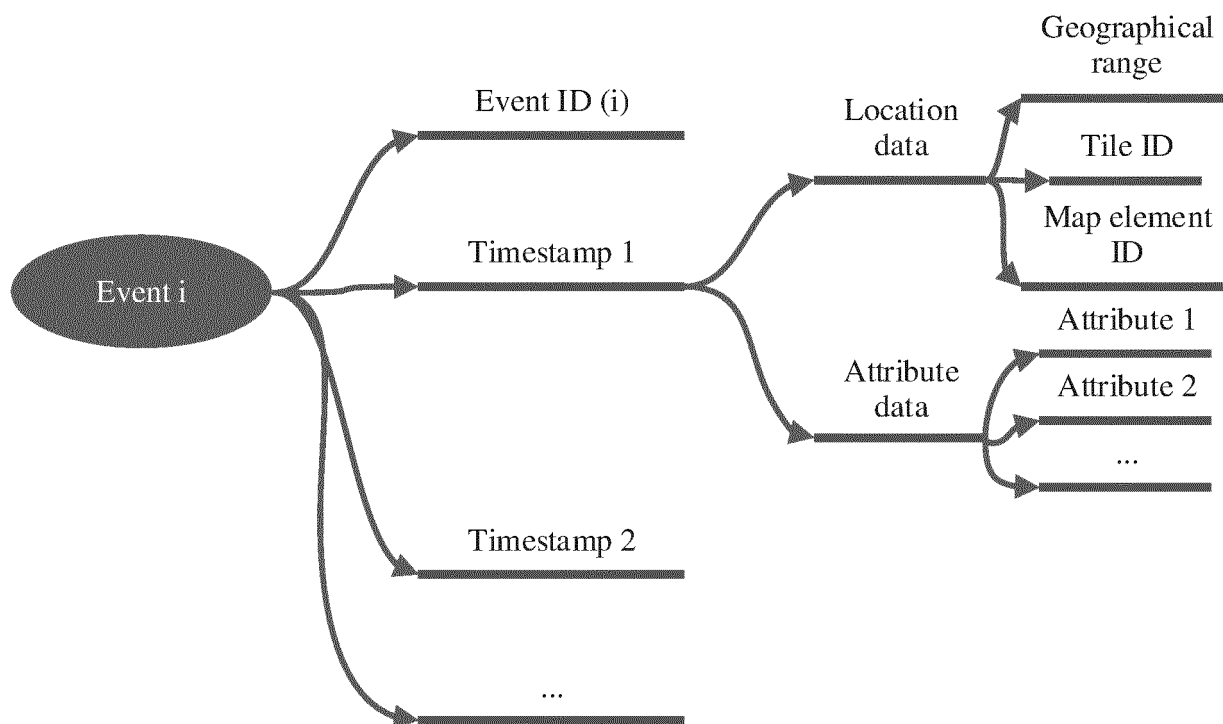 Event i
Event ID (i)
Timestamp 1
Location
data
Geographical
range
Tile ID
Map element
ID
Attribute
data
Attribute 1
Attribute 2
...
Timestamp 2
...